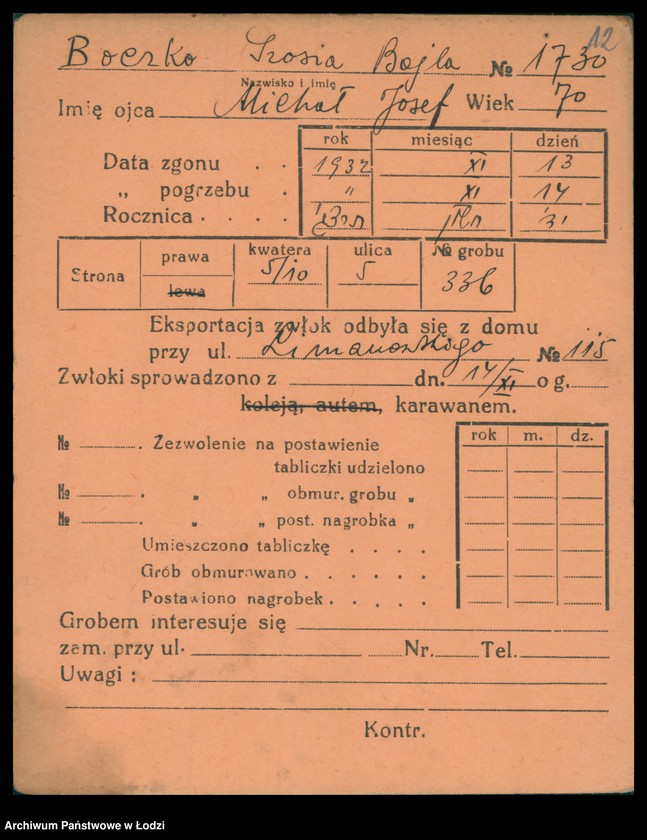 12
Boczko Szosia Bajla № 1730
Nazwisko i imię
Imię ojca Michał Josef Wiek 70
rok miesiąc dzień
Data zgonu . . 1932 XI 13
„ pogrzebu . „ XI 14
Rocznica . . . .
Strona prawa lewa kwatera 5/10 ulica 5 № grobu 336
Eksportacja zwłok odbyła się z domu
przy ul. Limanowskiego № 115
Zwłoki sprowadzono z dn. 14/XI o g.
koleją, autem, karawanem.
rok m. dz.
№ . Zezwolenie na postawienie
tabliczki udzielono
№ . „ „ obmur. grobu „
№ . „ „ post. nagrobka „
Umieszczono tabliczkę . . . .
Grób obmurowano . . . . . .
Postawiono nagrobek . . . . .
Grobem interesuje się
zam. przy ul. Nr. Tel.
Uwagi :
Kontr.
Archiwum Państwowe w Łodzi